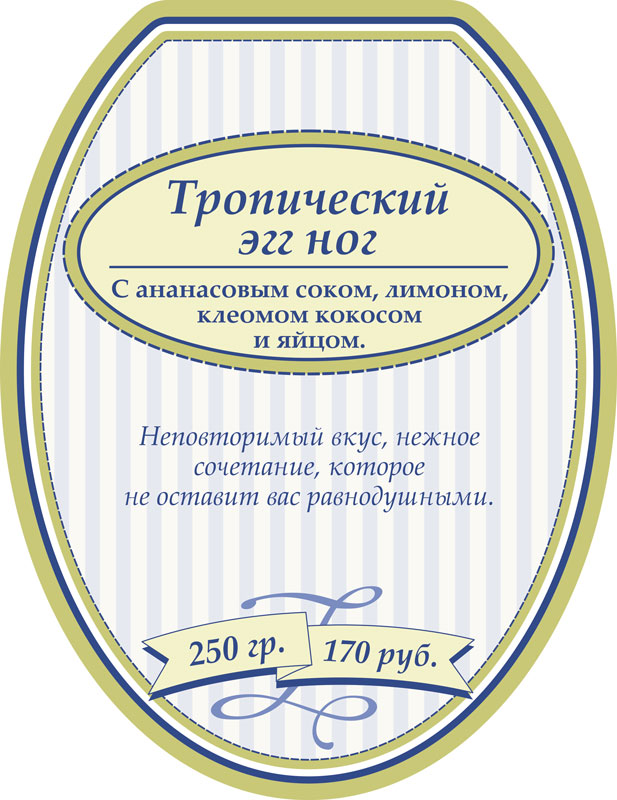 Тропический
эгг ног
С ананасовым соком, лимоном,
клеомом кокосом
и яйцом.
Неповторимый вкус, нежное
сочетание, которое
не оставит вас равнодушными.
250 гр. 170 руб.